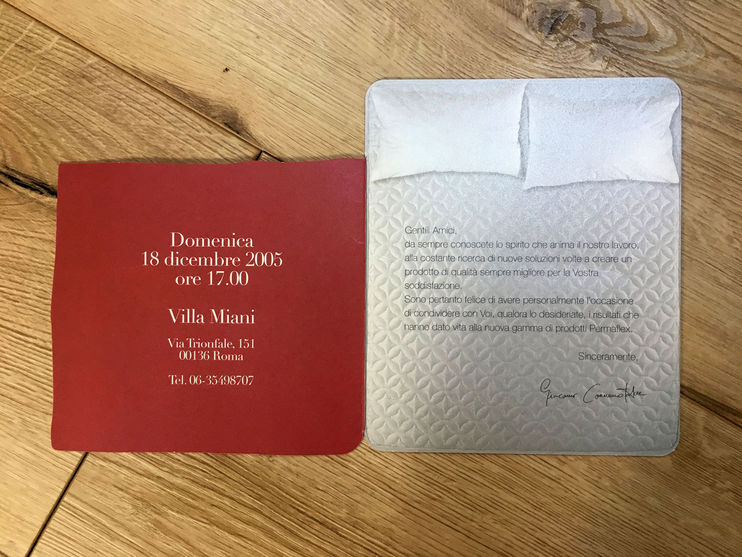 Domenica
18 dicembre 2005
ore 17.00
Villa Miani
Via Trionfale, 151
00136 Roma
Tel. 06-35498707
Gentili Amici,
da sempre conoscete lo spirito che anima il nostro lavoro,
alla costante ricerca di nuove soluzioni volte a creare un
prodotto di qualità sempre migliore per la Vostra
soddisfazione.
Sono pertanto felice di avere personalmente l'occasione
di condividere con Voi, qualora lo desideriate, i risultati che
hanno dato vita alla nuova gamma di prodotti Permaflex.
Sinceramente,